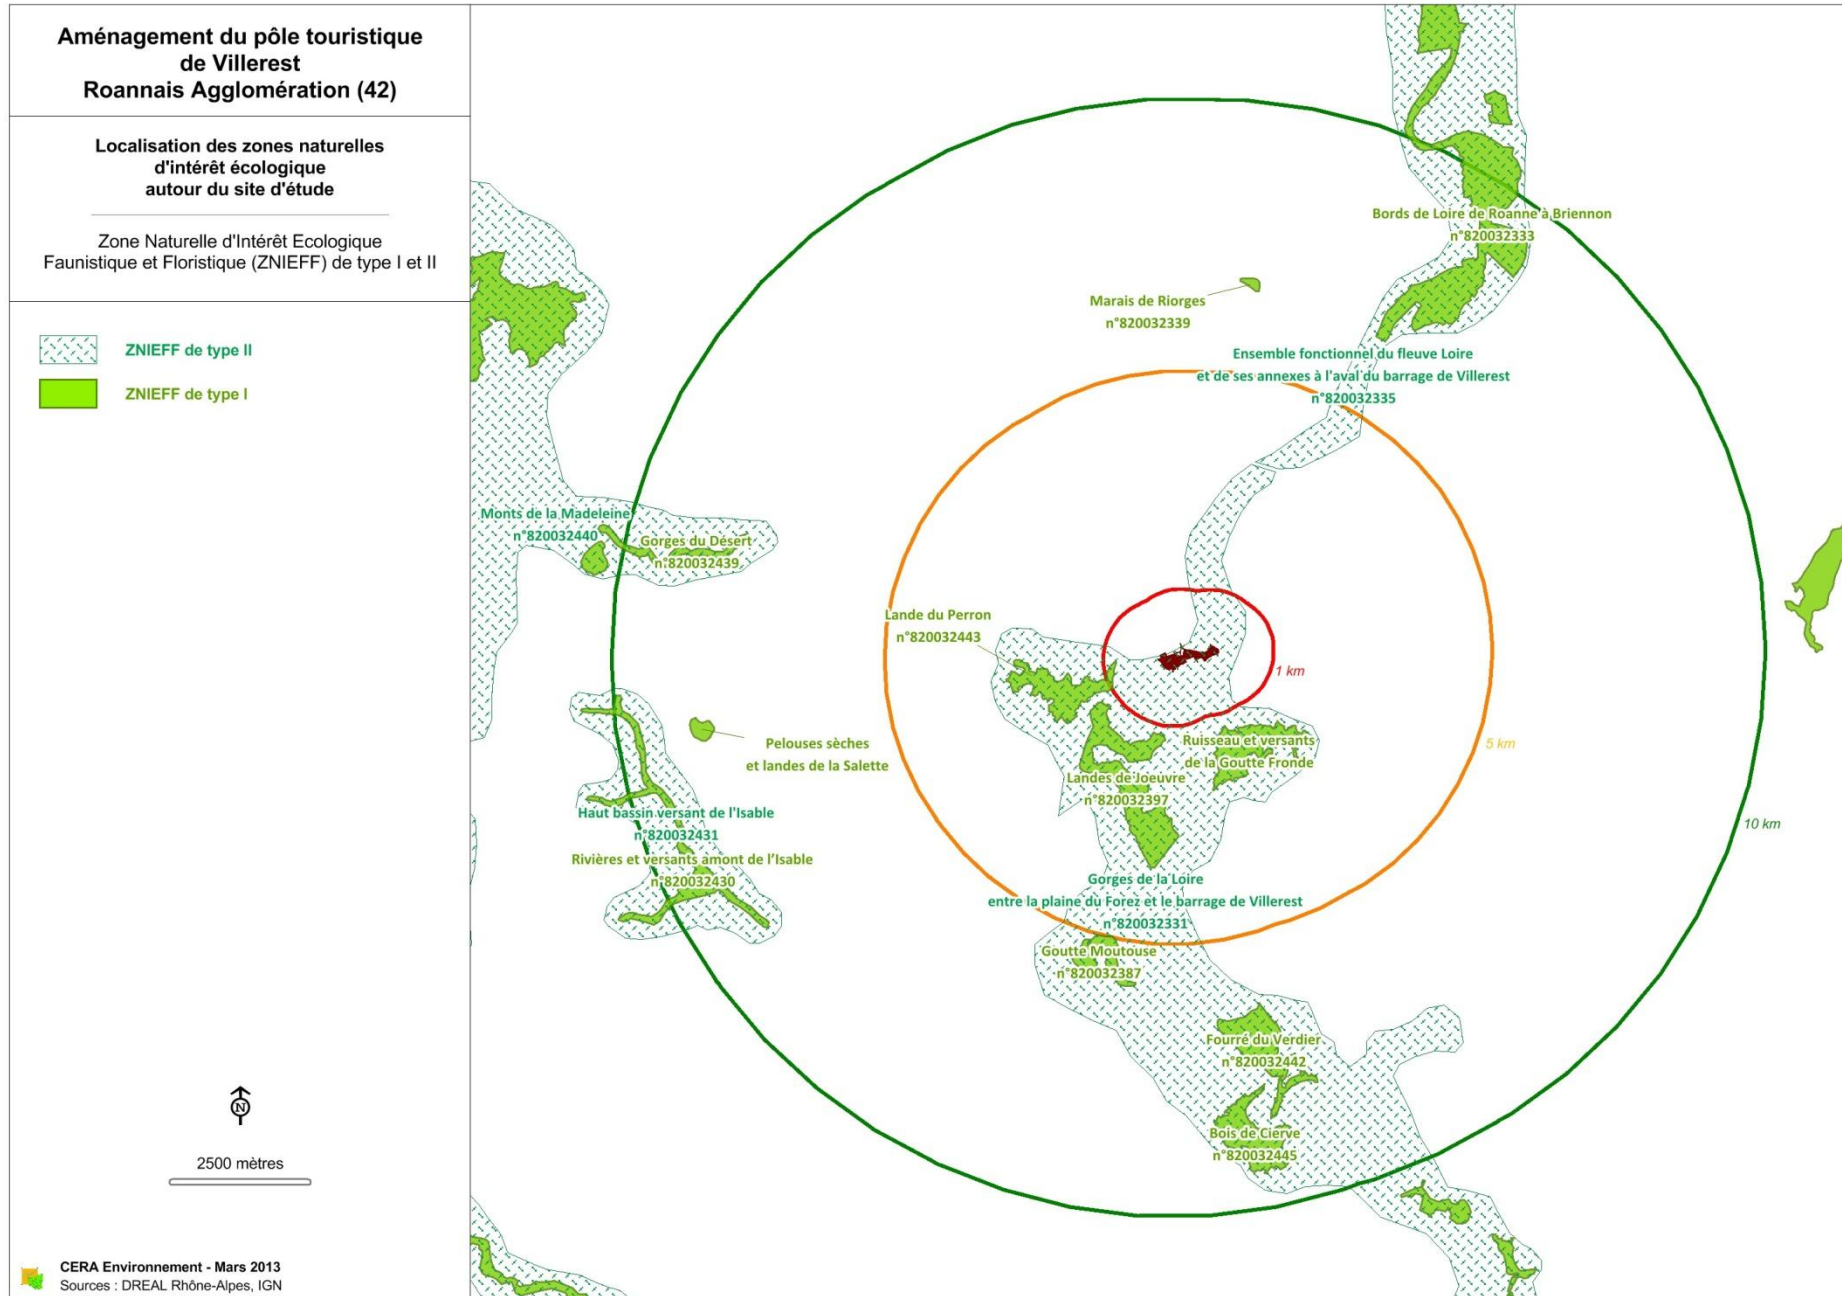 Aménagement du pôle touristique
de Villerest
Roannais Agglomération (42)
Localisation des zones naturelles
d'intérêt écologique
autour du site d'étude
Zone Naturelle d'Intérêt Ecologique
Faunistique et Floristique (ZNIEFF) de type I et II
ZNIEFF de type II
ZNIEFF de type I
N
2500 mètres
CERA Environnement - Mars 2013
Sources : DREAL Rhône-Alpes, IGN
Bords de Loire de Roanne à Briennon
n°820032333
Marais de Riorges
n°820032339
Ensemble fonctionnel du fleuve Loire
et de ses annexes à l'aval du barrage de Villerest
n°820032335
Monts de la Madeleine
n°820032440
Gorges du Désert
n°820032439
Lande du Perron
n°820032443
1 km
Pelouses sèches
et landes de la Salette
Ruisseau et versants
de la Goutte Fronde
5 km
Landes de Joeuvre
n°820032397
Haut bassin versant de l'Isable
n°820032431
10 km
Rivières et versants amont de l'Isable
n°820032430
Gorges de la Loire
entre la plaine du Forez et le barrage de Villerest
n°820032331
Goutte Moutouse
n°820032387
Fourré du Verdier
n°820032442
Bois de Cierve
n°820032445